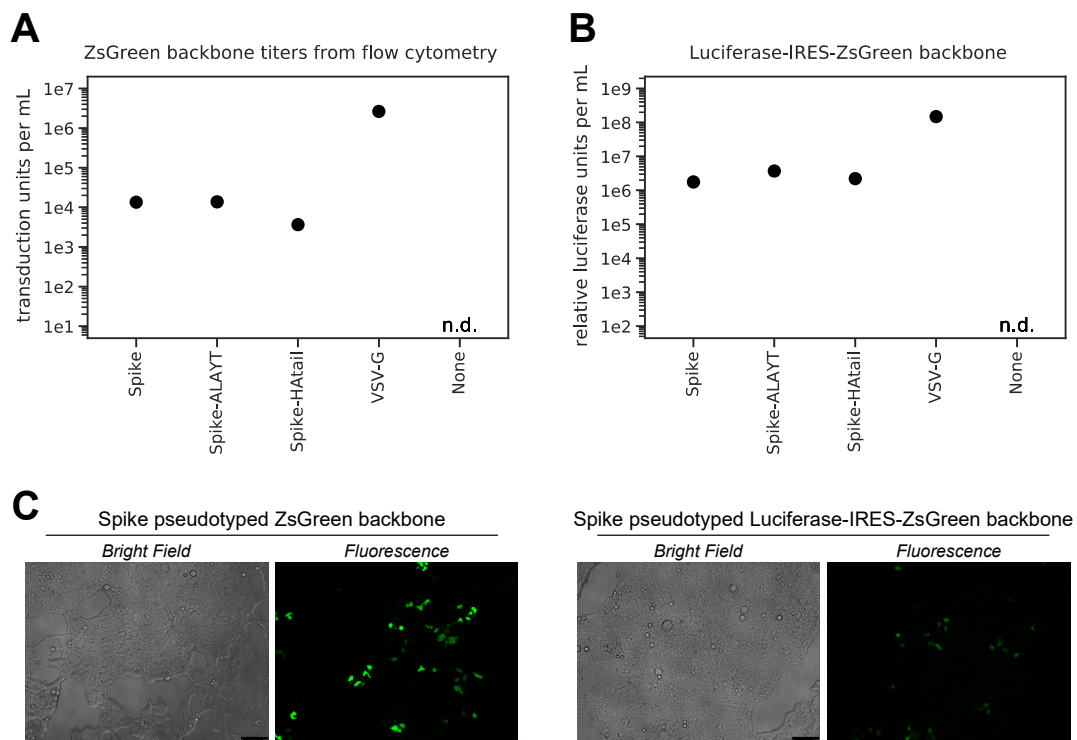 A
ZsGreen backbone titers from flow cytometry
transduction units per mL
1e7
1e6
1e5
1e4
1e3
1e2
1e1
n.d.
Spike
Spike-ALAYT
Spike-HAtail
VSV-G
None
B
Luciferase-IRES-ZsGreen backbone
relative luciferase units per mL
1e9
1e8
1e7
1e6
1e5
1e4
1e3
1e2
n.d.
Spike
Spike-ALAYT
Spike-HAtail
VSV-G
None
C
Spike pseudotyped ZsGreen backbone
Bright Field
Fluorescence
Spike pseudotyped Luciferase-IRES-ZsGreen backbone
Bright Field
Fluorescence